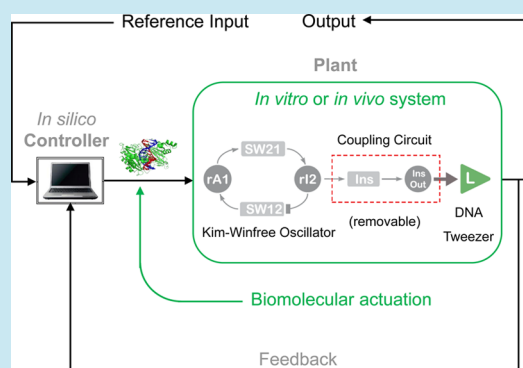 Reference Input
Output
Plant
In silico
Controller
In vitro or in vivo system
SW21
rA1
rI2
SW12
Kim-Winfree Oscillator
Coupling Circuit
Ins
Ins
Out
(removable)
L
DNA
Tweezer
Biomolecular actuation
Feedback